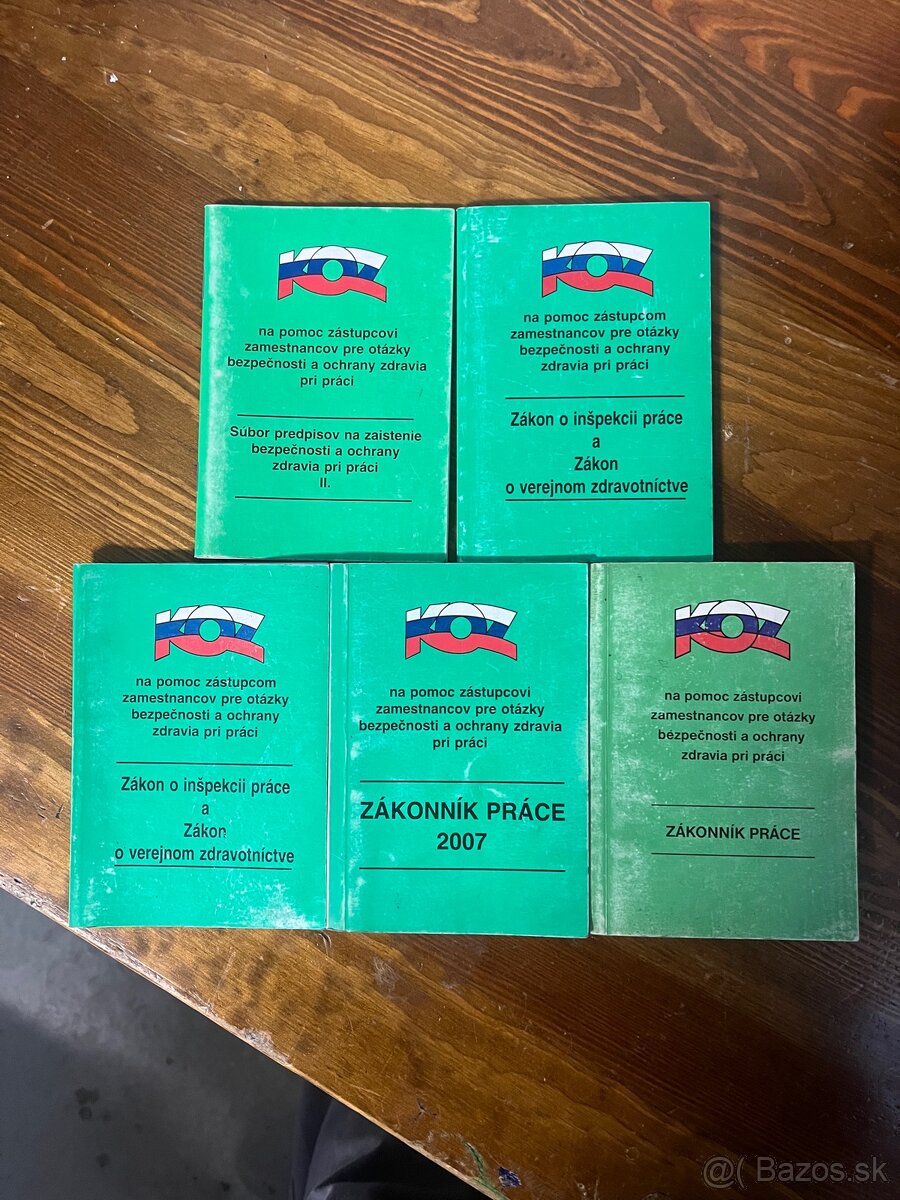 KOZ
na pomoc zástupcovi
zamestnancov pre otázky
bezpečnosti a ochrany zdravia
pri práci
Súbor predpisov na zaistenie
bezpečnosti a ochrany
zdravia pri práci
II.
KOZ
na pomoc zástupcom
zamestnancov pre otázky
bezpečnosti a ochrany
zdravia pri práci
Zákon o inšpekcii práce
a
Zákon
o verejnom zdravotníctve
KOZ
na pomoc zástupcom
zamestnancov pre otázky
bezpečnosti a ochrany
zdravia pri práci
Zákon o inšpekcii práce
a
Zákon
o verejnom zdravotníctve
KOZ
na pomoc zástupcovi
zamestnancov pre otázky
bezpečnosti a ochrany zdravia
pri práci
ZÁKONNÍK PRÁCE
2007
KOZ
na pomoc zástupcovi
zamestnancov pre otázky
bezpečnosti a ochrany
zdravia pri práci
ZÁKONNÍK PRÁCE
@( Bazos.sk